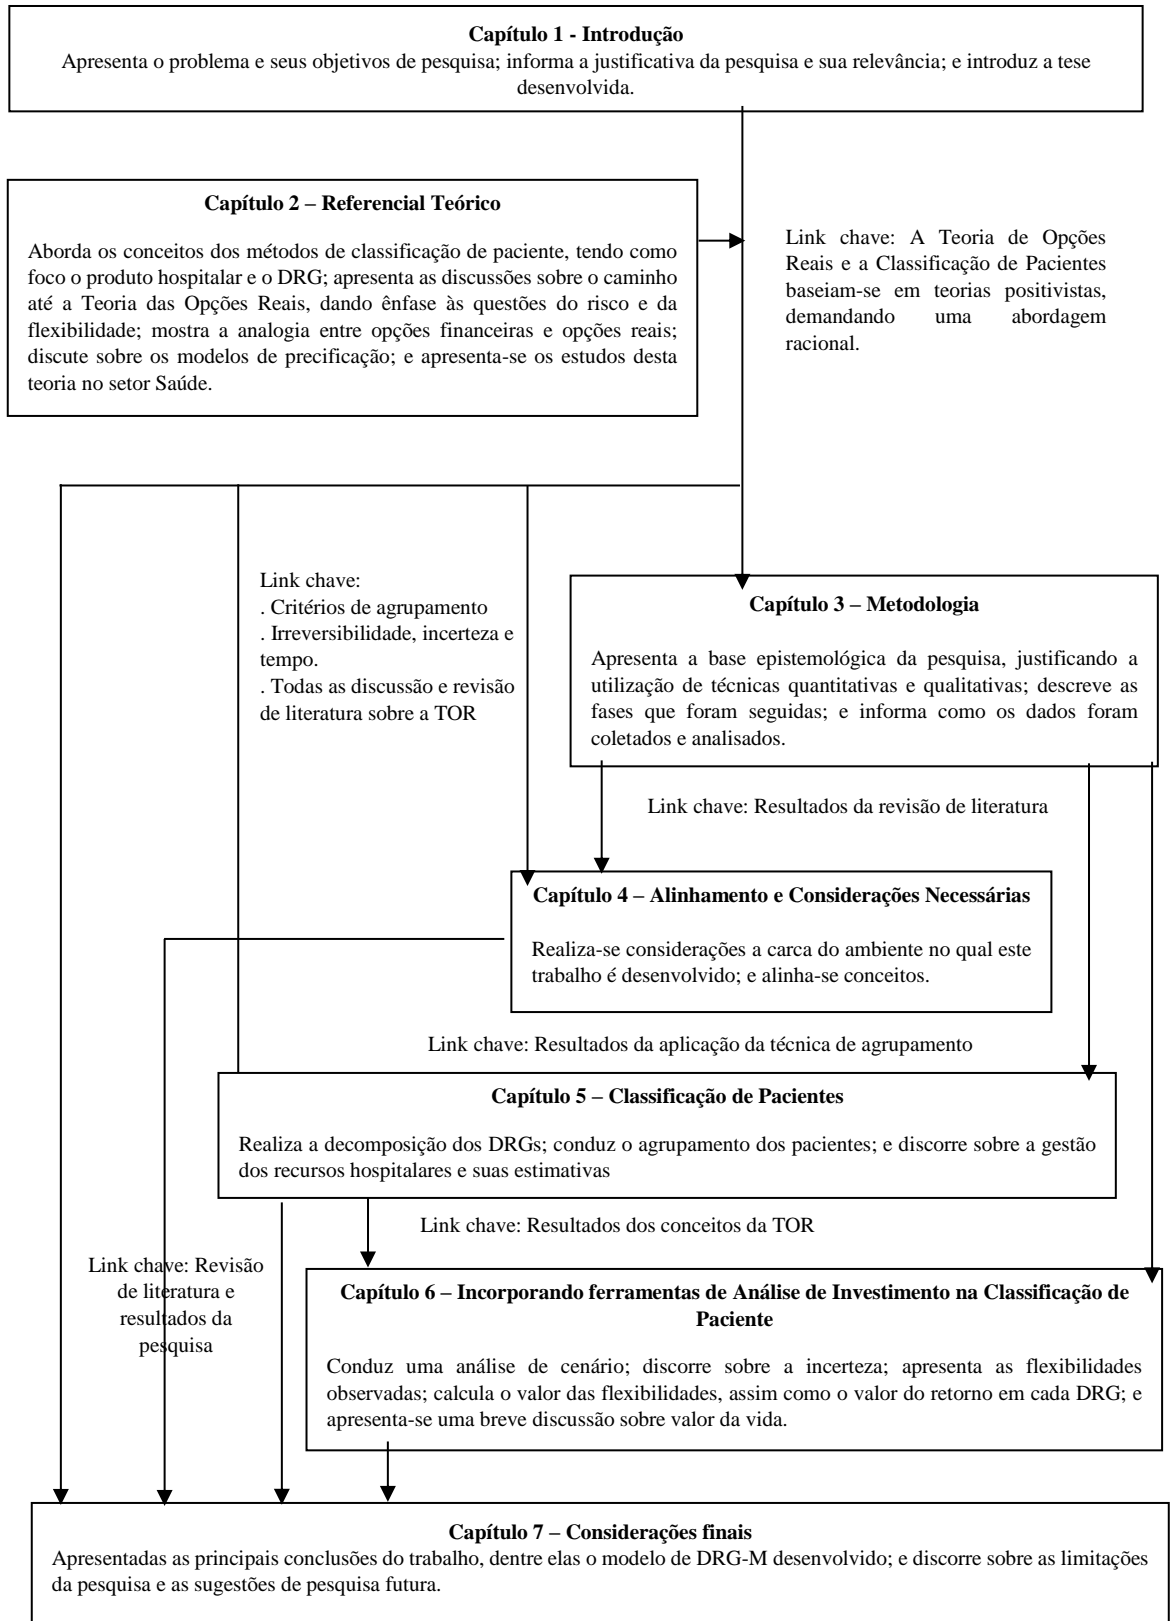 Capítulo 1 - Introdução
Apresenta o problema e seus objetivos de pesquisa; informa a justificativa da pesquisa e sua relevância; e introduz a tese
desenvolvida.
Capítulo 2 – Referencial Teórico
Aborda os conceitos dos métodos de classificação de paciente, tendo como
foco o produto hospitalar e o DRG; apresenta as discussões sobre o caminho
até a Teoria das Opções Reais, dando ênfase às questões do risco e da
flexibilidade; mostra a analogia entre opções financeiras e opções reais;
discute sobre os modelos de precificação; e apresenta-se os estudos desta
teoria no setor Saúde.
Link chave: A Teoria de Opções
Reais e a Classificação de Pacientes
baseiam-se em teorias positivistas,
demandando uma abordagem
racional.
Link chave:
. Critérios de agrupamento
. Irreversibilidade, incerteza e
tempo.
. Todas as discussão e revisão
de literatura sobre a TOR
Capítulo 3 – Metodologia
Apresenta a base epistemológica da pesquisa, justificando a
utilização de técnicas quantitativas e qualitativas; descreve as
fases que foram seguidas; e informa como os dados foram
coletados e analisados.
Link chave: Resultados da revisão de literatura
Capítulo 4 – Alinhamento e Considerações Necessárias
Realiza-se considerações a carca do ambiente no qual este
trabalho é desenvolvido; e alinha-se conceitos.
Link chave: Resultados da aplicação da técnica de agrupamento
Capítulo 5 – Classificação de Pacientes
Realiza a decomposição dos DRGs; conduz o agrupamento dos pacientes; e discorre sobre a gestão
dos recursos hospitalares e suas estimativas
Link chave: Resultados dos conceitos da TOR
Link chave: Revisão
de literatura e
resultados da
pesquisa
Capítulo 6 – Incorporando ferramentas de Análise de Investimento na Classificação de
Paciente
Conduz uma análise de cenário; discorre sobre a incerteza; apresenta as flexibilidades
observadas; calcula o valor das flexibilidades, assim como o valor do retorno em cada DRG; e
apresenta-se uma breve discussão sobre valor da vida.
Capítulo 7 – Considerações finais
Apresentadas as principais conclusões do trabalho, dentre elas o modelo de DRG-M desenvolvido; e discorre sobre as limitações
da pesquisa e as sugestões de pesquisa futura.